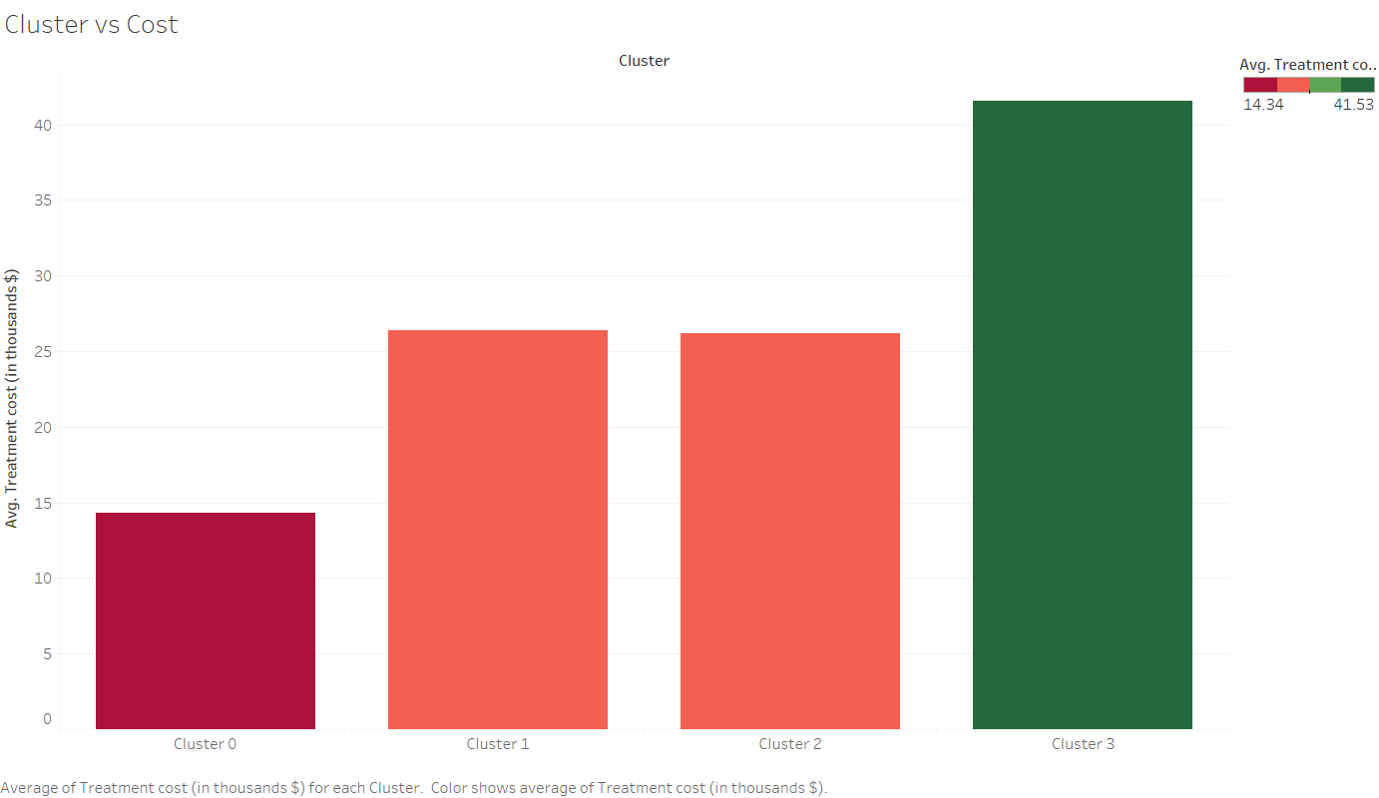 Cluster vs Cost
Cluster
Avg. Treatment co..
14.34 41.53
Avg. Treatment cost (in thousands $)
40
35
30
25
20
15
10
5
0
Cluster 0 Cluster 1 Cluster 2 Cluster 3
Average of Treatment cost (in thousands $) for each Cluster.  Color shows average of Treatment cost (in thousands $).